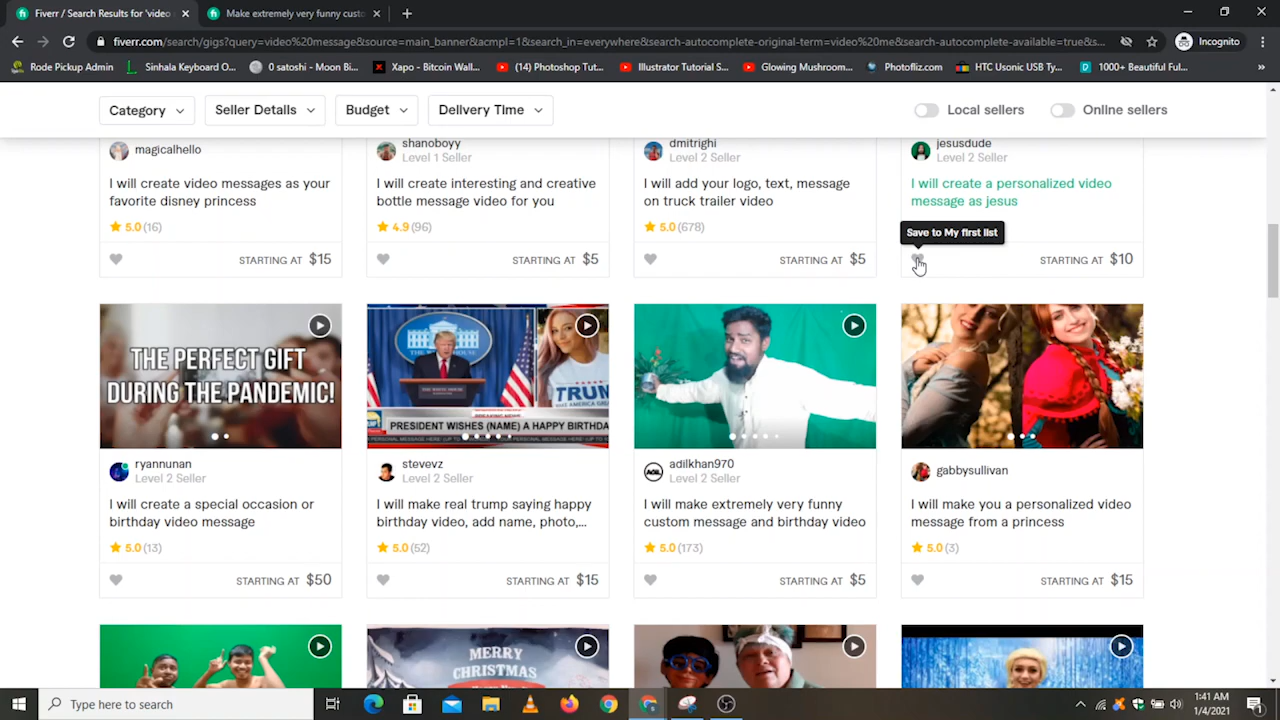 Fiverr / Search Results for 'video
Make extremely very funny custo
fiverr.com/search/gigs?query=video%20message&source=main_banner&acmpl=1&search_in=everywhere&search-autocomplete-original-term=video%20me&search-autocomplete-available=true&s...
Incognito
Rode Pickup Admin
Sinhala Keyboard O...
0 satoshi - Moon Bi...
Xapo - Bitcoin Wall...
(14) Photoshop Tut...
Illustrator Tutorial S...
Glowing Mushroom...
Photofliz.com
HTC Usonic USB Ty...
1000+ Beautiful Ful...
Category
Seller Details
Budget
Delivery Time
Local sellers
Online sellers
magicalhello
I will create video messages as your
favorite disney princess
5.0 (16)
STARTING AT $15
shanoboyy
Level 1 Seller
I will create interesting and creative
bottle message video for you
4.9 (96)
STARTING AT $5
dmitrighi
Level 2 Seller
I will add your logo, text, message
on truck trailer video
5.0 (678)
STARTING AT $5
jesusdude
Level 2 Seller
I will create a personalized video
message as jesus
Save to My first list
STARTING AT $10
THE PERFECT GIFT
DURING THE PANDEMIC!
ryannunan
Level 2 Seller
I will create a special occasion or
birthday video message
5.0 (13)
STARTING AT $50
TRUMP
PRESIDENT WISHES (NAME) A HAPPY BIRTHDA
stevevz
Level 2 Seller
I will make real trump saying happy
birthday video, add name, photo,...
5.0 (52)
STARTING AT $15
adilkhan970
Level 2 Seller
I will make extremely very funny
custom message and birthday video
5.0 (173)
STARTING AT $5
gabbysullivan
I will make you a personalized video
message from a princess
5.0 (3)
STARTING AT $15
MERRY
CHRISTMAS
Type here to search
1:41 AM
1/4/2021